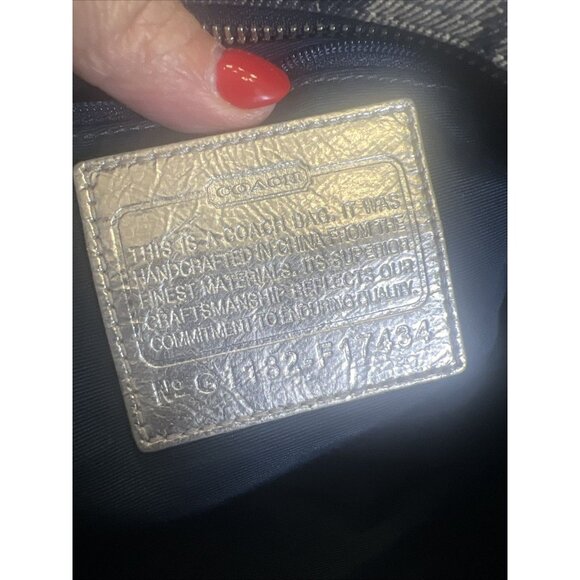 COACH
THIS IS A COACH BAG. IT WAS
HANDCRAFTED IN CHINA FROM THE
FINEST MATERIALS. ITS SUPERIOR
CRAFTSMANSHIP REFLECTS OUR
COMMITMENT TO ENDURING QUALITY.
No G1182-F17434